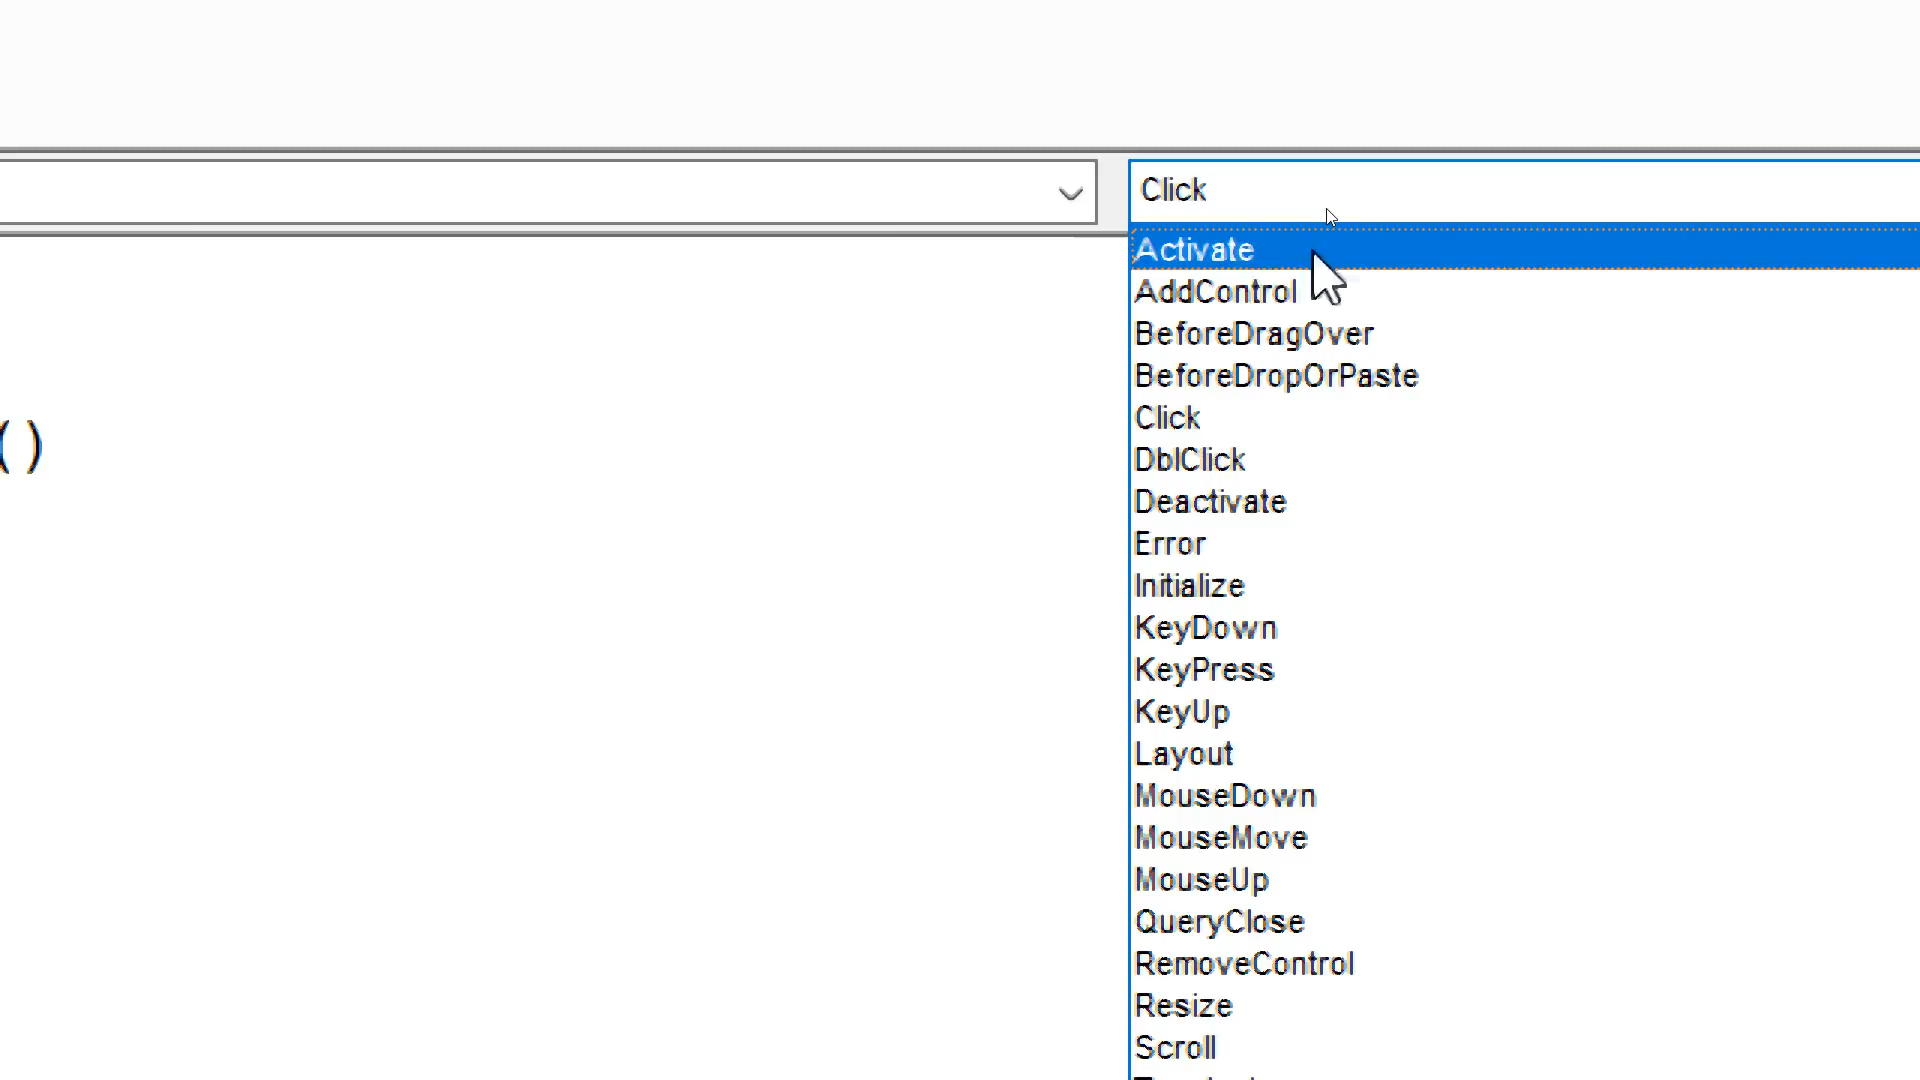 Click
Activate
AddControl
BeforeDragOver
BeforeDropOrPaste
Click
()
DblClick
Deactivate
Error
Initialize
KeyDown
KeyPress
KeyUp
Layout
MouseDown
MouseMove
MouseUp
QueryClose
RemoveControl
Resize
Scroll